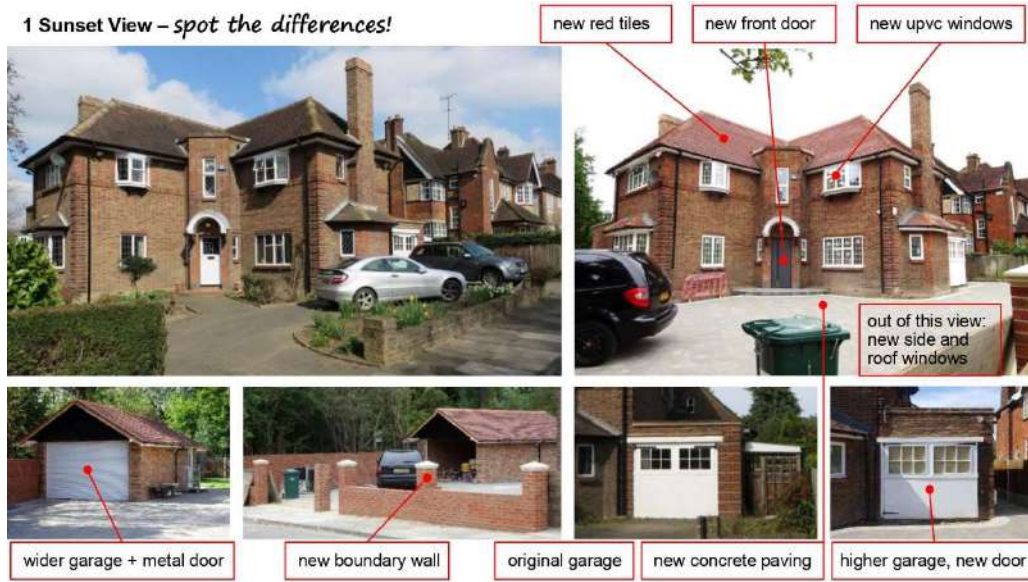 1 Sunset View – spot the differences!
new red tiles
new front door
new upvc windows
out of this view:
new side and
roof windows
wider garage + metal door
new boundary wall
original garage
new concrete paving
higher garage, new door